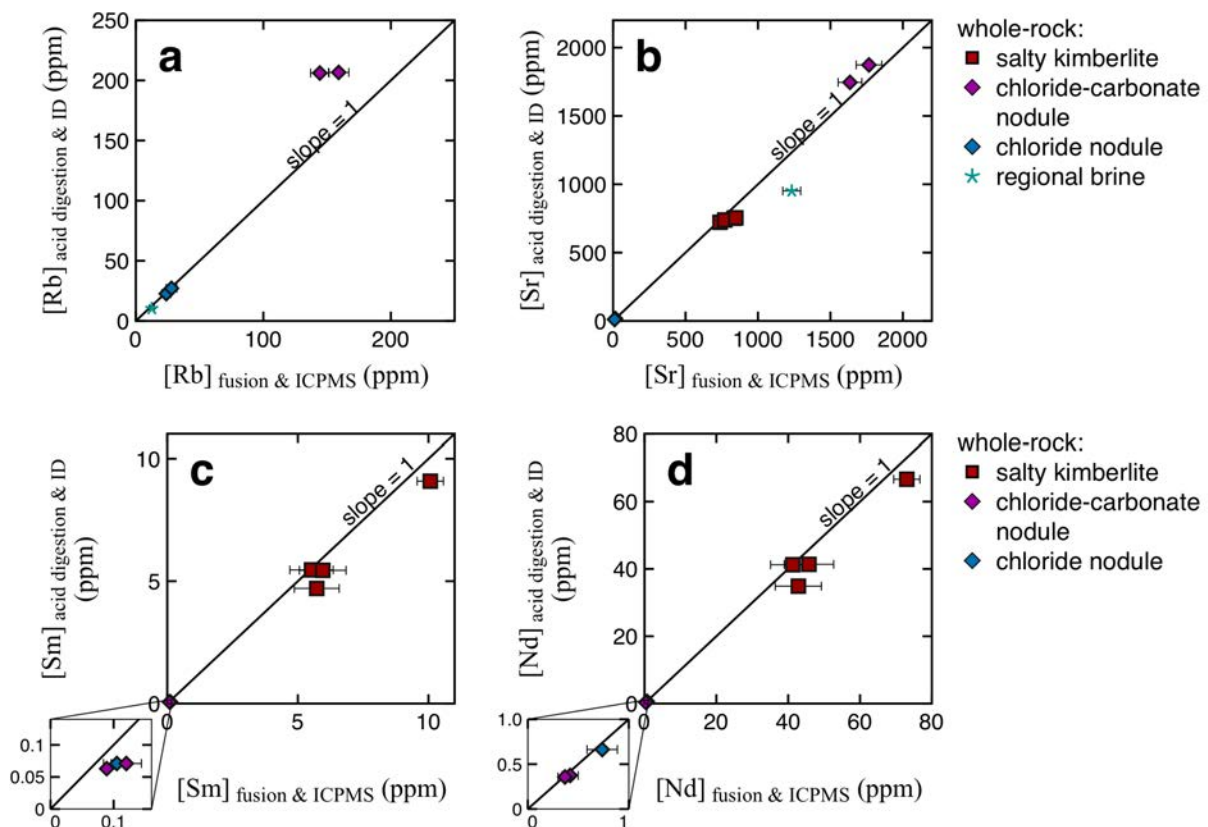 a
250
200
150
100
50
0
0
100
200
slope = 1
[Rb] acid digestion & ID (ppm)
[Rb] fusion & ICPMS (ppm)
b
2000
1500
1000
500
0
0
500
1000
1500
2000
slope = 1
[Sr] acid digestion & ID (ppm)
[Sr] fusion & ICPMS (ppm)
whole-rock:
salty kimberlite
chloride-carbonate
nodule
chloride nodule
regional brine
c
10
5
0
0
5
10
slope = 1
[Sm] acid digestion & ID
(ppm)
0.1
0.05
0
0
0.1
[Sm] fusion & ICPMS (ppm)
d
80
60
40
20
0
0
20
40
60
80
slope = 1
[Nd] acid digestion & ID
(ppm)
1.0
0.5
0
0
1
[Nd] fusion & ICPMS (ppm)
whole-rock:
salty kimberlite
chloride-carbonate
nodule
chloride nodule